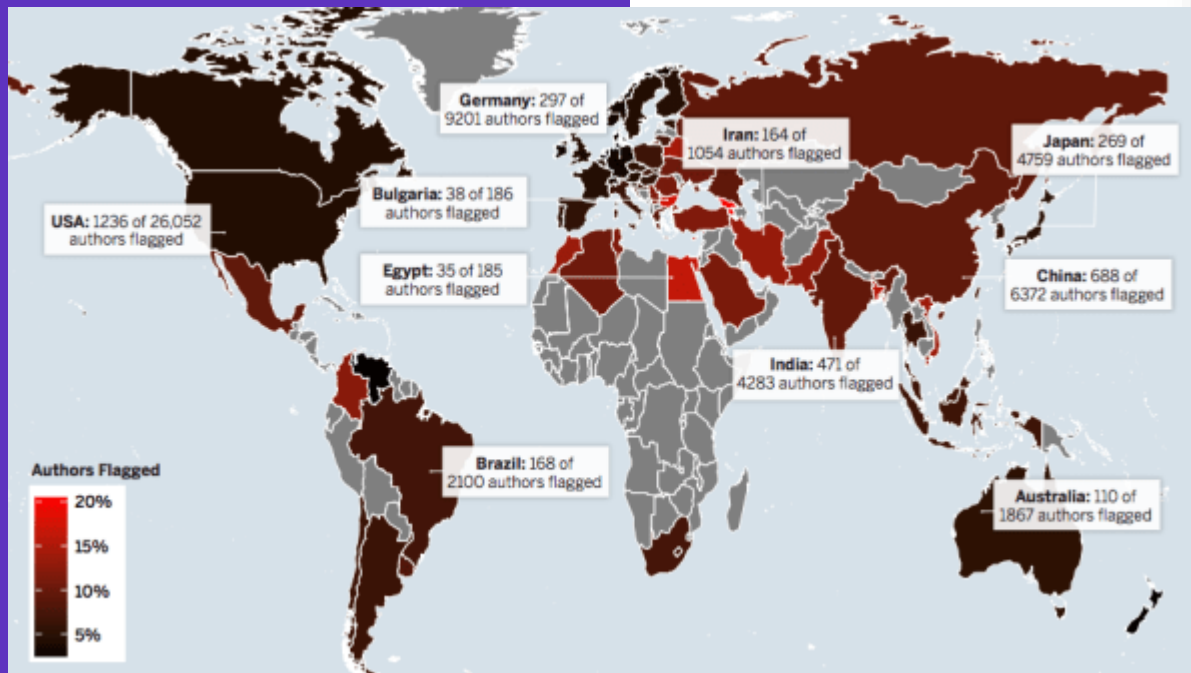 Germany: 297 of
9201 authors flagged
Iran: 164 of
1054 authors flagged
Japan: 269 of
4759 authors flagged
Bulgaria: 38 of 186
authors flagged
USA: 1236 of 26,052
authors flagged
Egypt: 35 of 185
authors flagged
China: 688 of
6372 authors flagged
India: 471 of
4283 authors flagged
Brazil: 168 of
2100 authors flagged
Australia: 110 of
1867 authors flagged
Authors Flagged
20%
15%
10%
5%